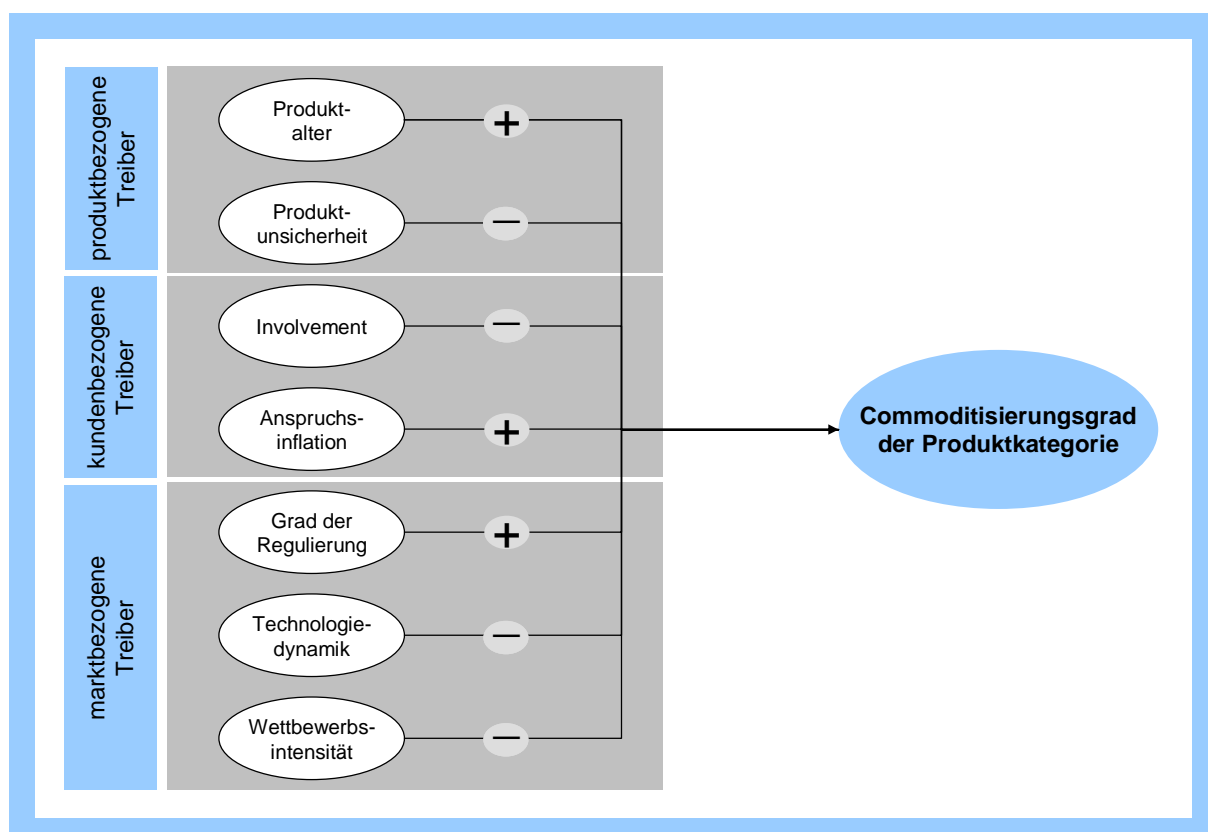 produktbezogene
Treiber
Produkt-
alter
+
Produkt-
unsicherheit
—
kundenbezogene
Treiber
Involvement
—
Anspruchs-
inflation
+
marktbezogene
Treiber
Grad der
Regulierung
+
Technologie-
dynamik
—
Wettbewerbs-
intensität
—
Commoditisierungsgrad
der Produktkategorie